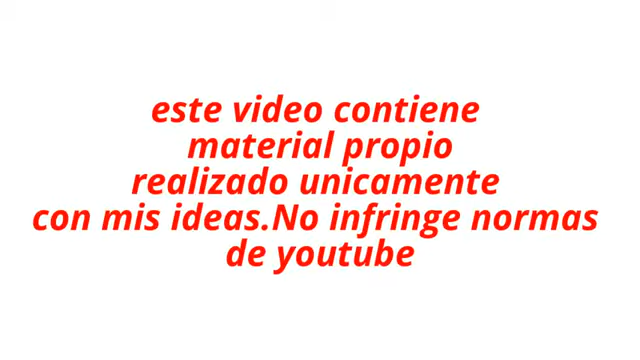 este video contiene
material propio
realizado unicamente
con mis ideas.No infringe normas
de youtube